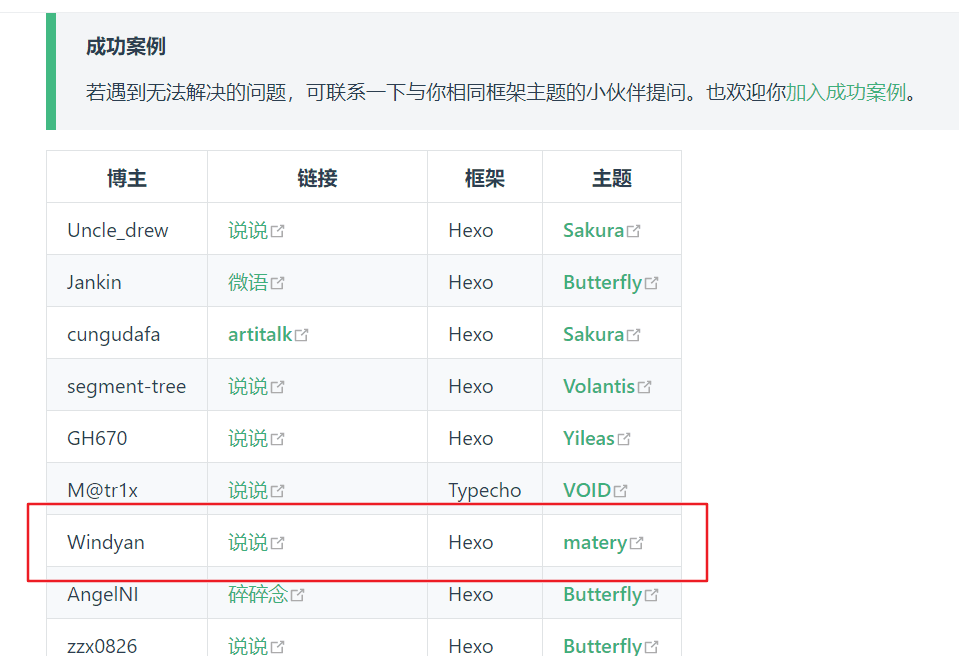 成功案例
若遇到无法解决的问题，可联系一下与你相同框架主题的小伙伴提问。也欢迎你加入成功案例。
博主 链接 框架 主题
Uncle_drew 说说 Hexo Sakura
Jankin 微语 Hexo Butterfly
cungudafa artitalk Hexo Sakura
segment-tree 说说 Hexo Volantis
GH670 说说 Hexo Yileas
M@tr1x 说说 Typecho VOID
Windyan 说说 Hexo matery
AngelNI 碎碎念 Hexo Butterfly
zzx0826 说说 Hexo Butterfly